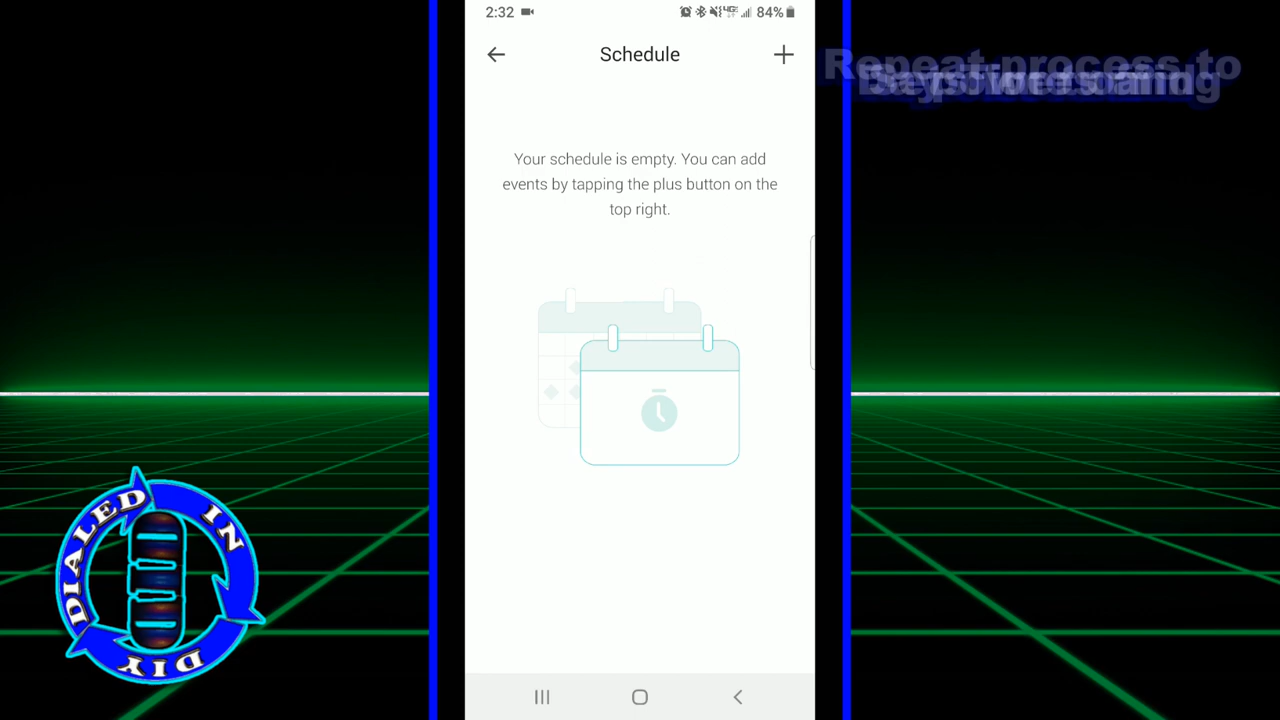 2:32
84%
Schedule
Your schedule is empty. You can add
events by tapping the plus button on the
top right.
Repeat process to
DIALED IN DIY